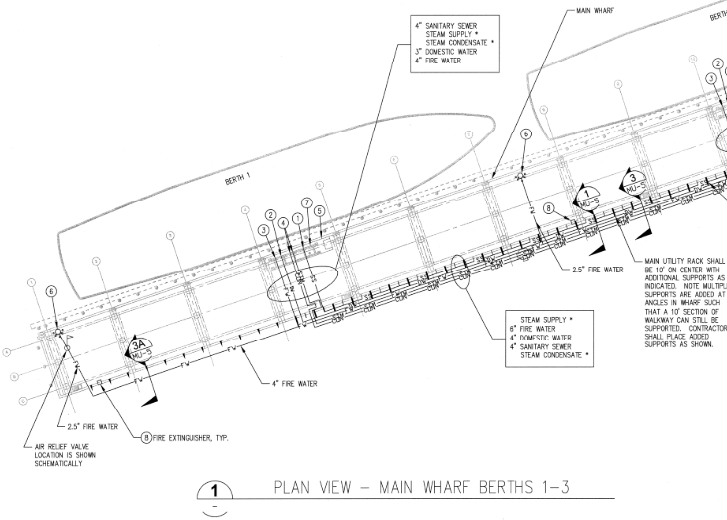 4" SANITARY SEWER
STEAM SUPPLY *
STEAM CONDENSATE *
3" DOMESTIC WATER
4" FIRE WATER
MAIN WHARF
BERTH
BERTH 1
2
3
6
2
4
1
7
5
3
6
8
1
MU-5
3
MU-5
2.5" FIRE WATER
MAIN UTILITY RACK SHALL
BE 10' ON CENTER WITH
ADDITIONAL SUPPORTS AS
INDICATED. NOTE MULTIPL
SUPPORTS ARE ADDED AT
ANGLES IN WHARF SUCH
THAT A 10' SECTION OF
WALKWAY CAN STILL BE
SUPPORTED. CONTRACTOR
SHALL PLACE ADDED
SUPPORTS AS SHOWN.
STEAM SUPPLY *
6" FIRE WATER
4" DOMESTIC WATER
4" SANITARY SEWER
STEAM CONDENSATE *
3A
MU-5
4" FIRE WATER
2.5" FIRE WATER
8 FIRE EXTINGUISHER, TYP.
AIR RELIEF VALVE
LOCATION IS SHOWN
SCHEMATICALLY
1
-
PLAN VIEW - MAIN WHARF BERTHS 1-3